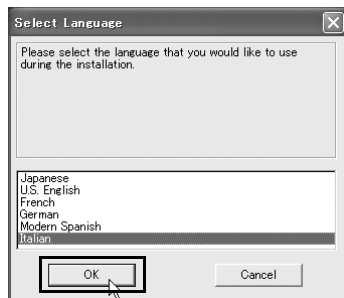 Select Language
Please select the language that you would like to use
during the installation.
Japanese
U.S. English
French
German
Modern Spanish
Italian
OK
Cancel